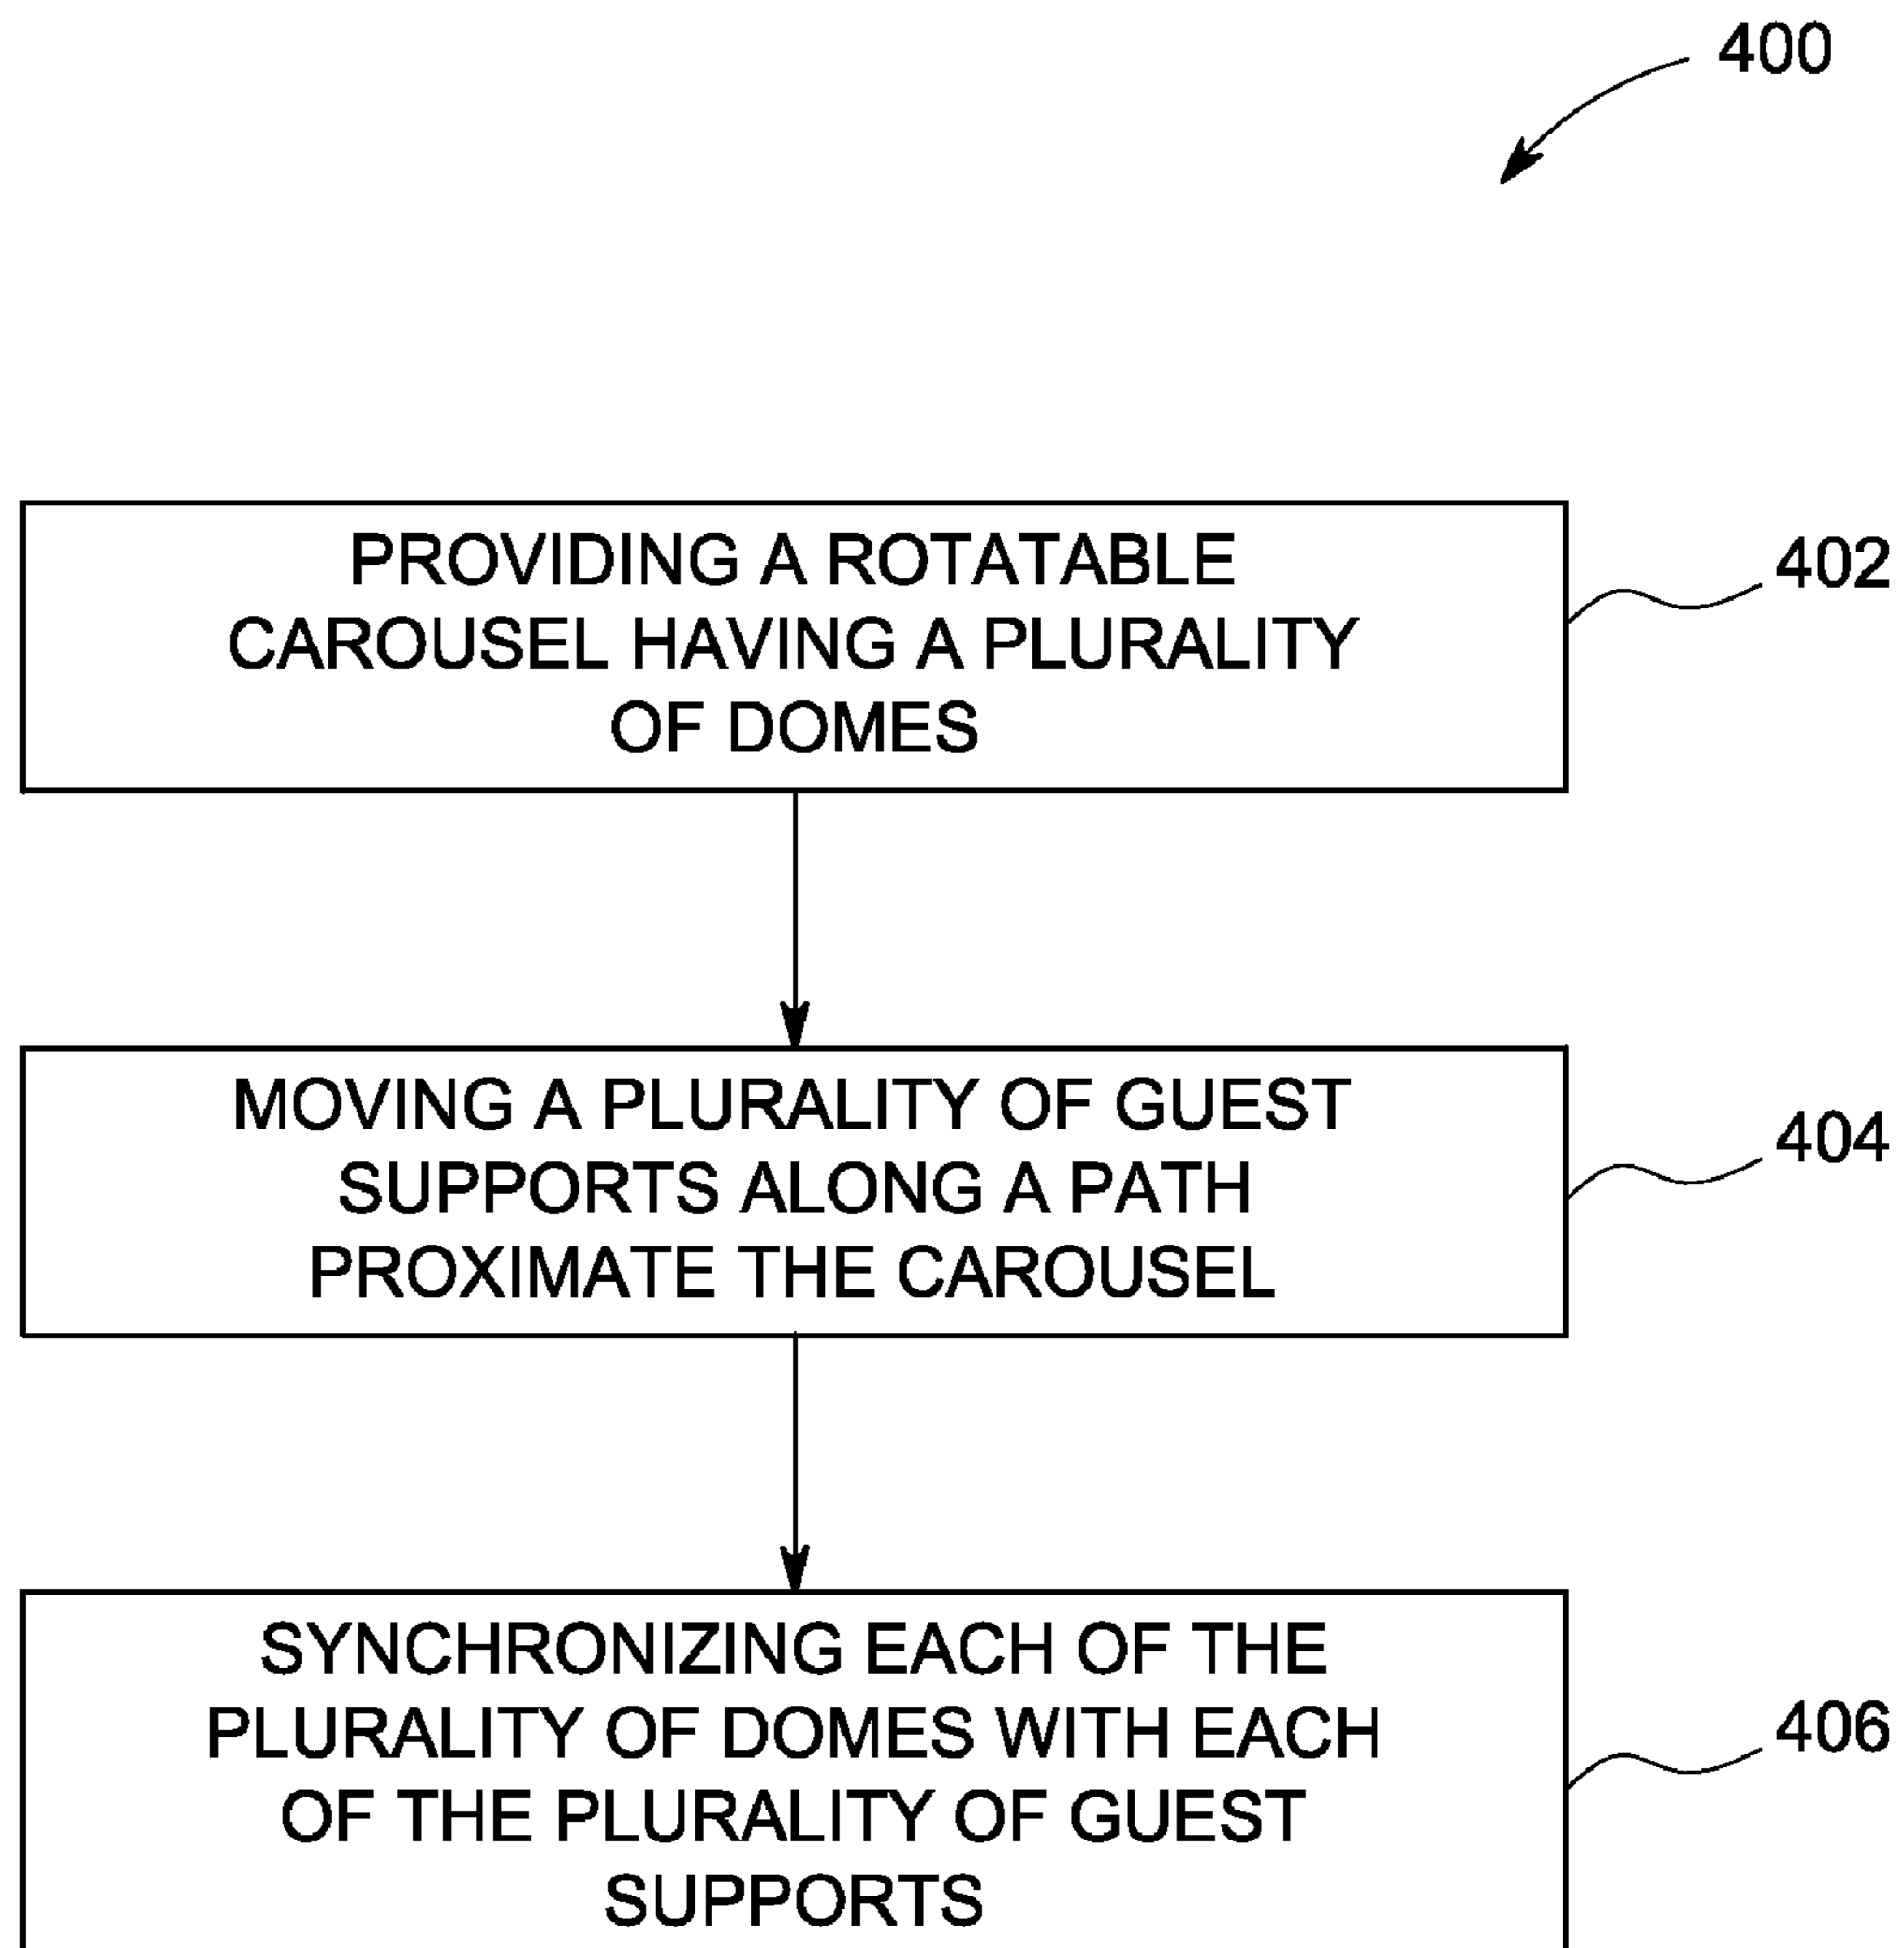 400
PROVIDING A ROTATABLE
CAROUSEL HAVING A PLURALITY
OF DOMES
402
MOVING A PLURALITY OF GUEST
SUPPORTS ALONG A PATH
PROXIMATE THE CAROUSEL
404
SYNCHRONIZING EACH OF THE
PLURALITY OF DOMES WITH EACH
OF THE PLURALITY OF GUEST
SUPPORTS
406